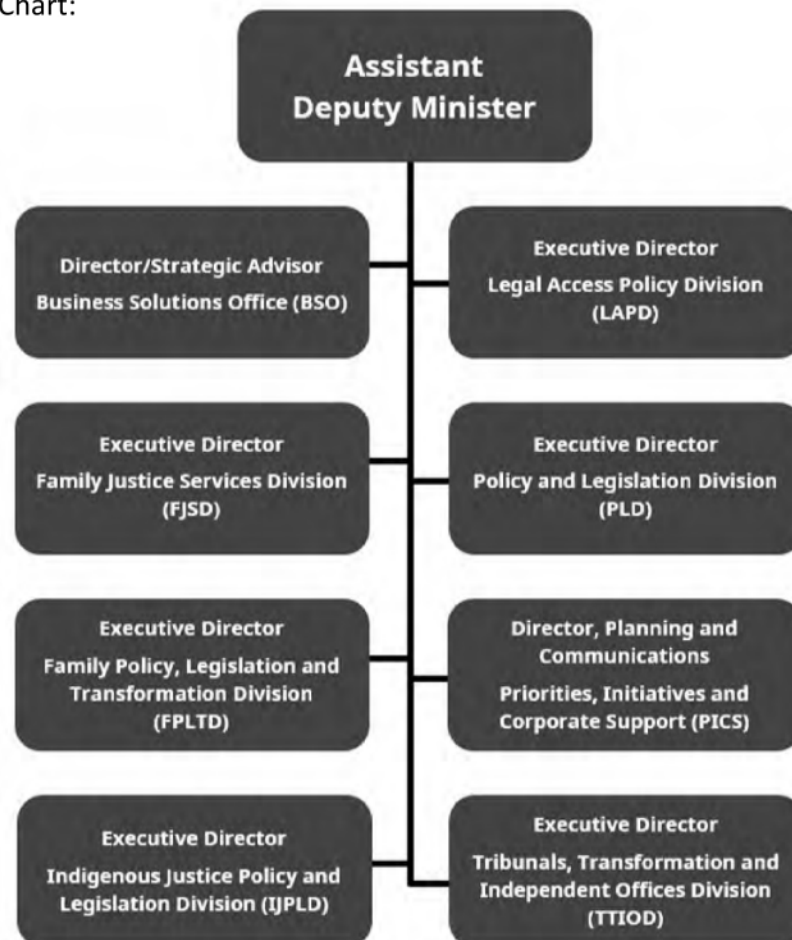 Chart:
Assistant
Deputy Minister
Director/Strategic Advisor
Business Solutions Office (BSO)
Executive Director
Legal Access Policy Division
(LAPD)
Executive Director
Family Justice Services Division
(FJSD)
Executive Director
Policy and Legislation Division
(PLD)
Executive Director
Family Policy, Legislation and
Transformation Division
(FPLTD)
Director, Planning and
Communications
Priorities, Initiatives and
Corporate Support (PICS)
Executive Director
Indigenous Justice Policy and
Legislation Division (IJPLD)
Executive Director
Tribunals, Transformation and
Independent Offices Division
(TTIOD)